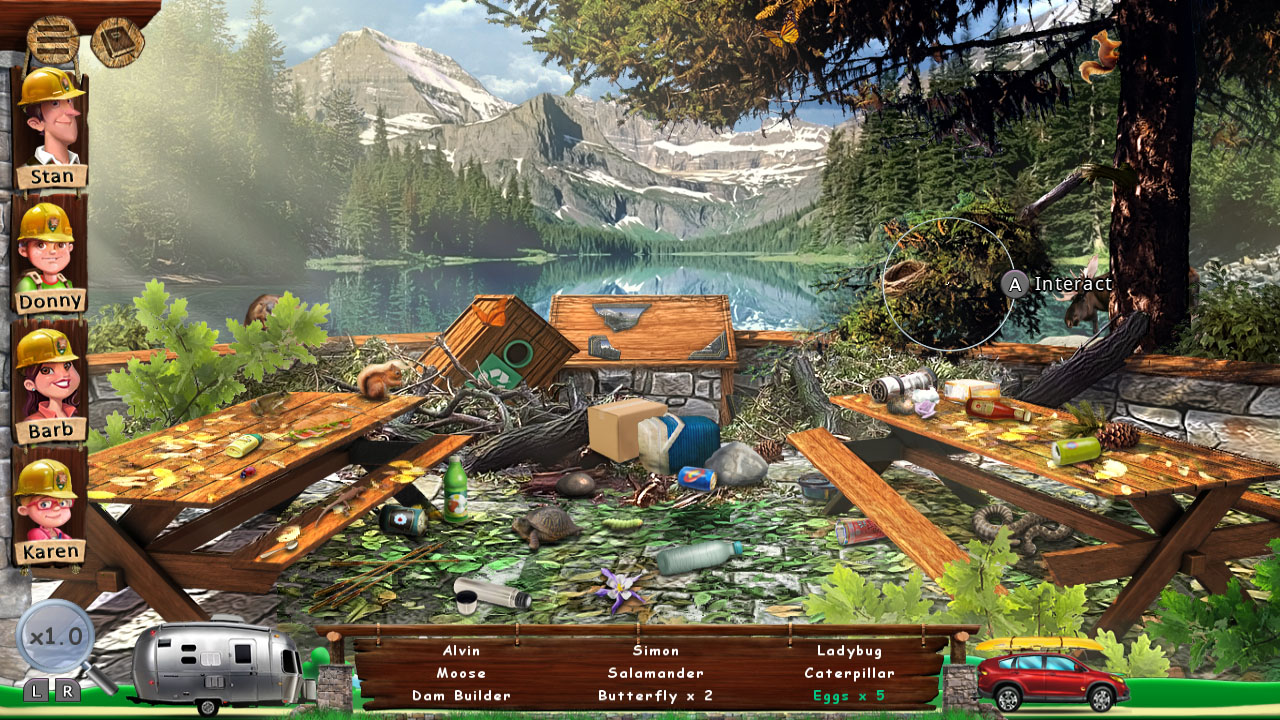 Stan
Donny
Barb
Karen
x1.0
L R
A Interact
Alvin Simon Ladybug
Moose Salamander Caterpillar
Dam Builder Butterfly x 2 Eggs x 5